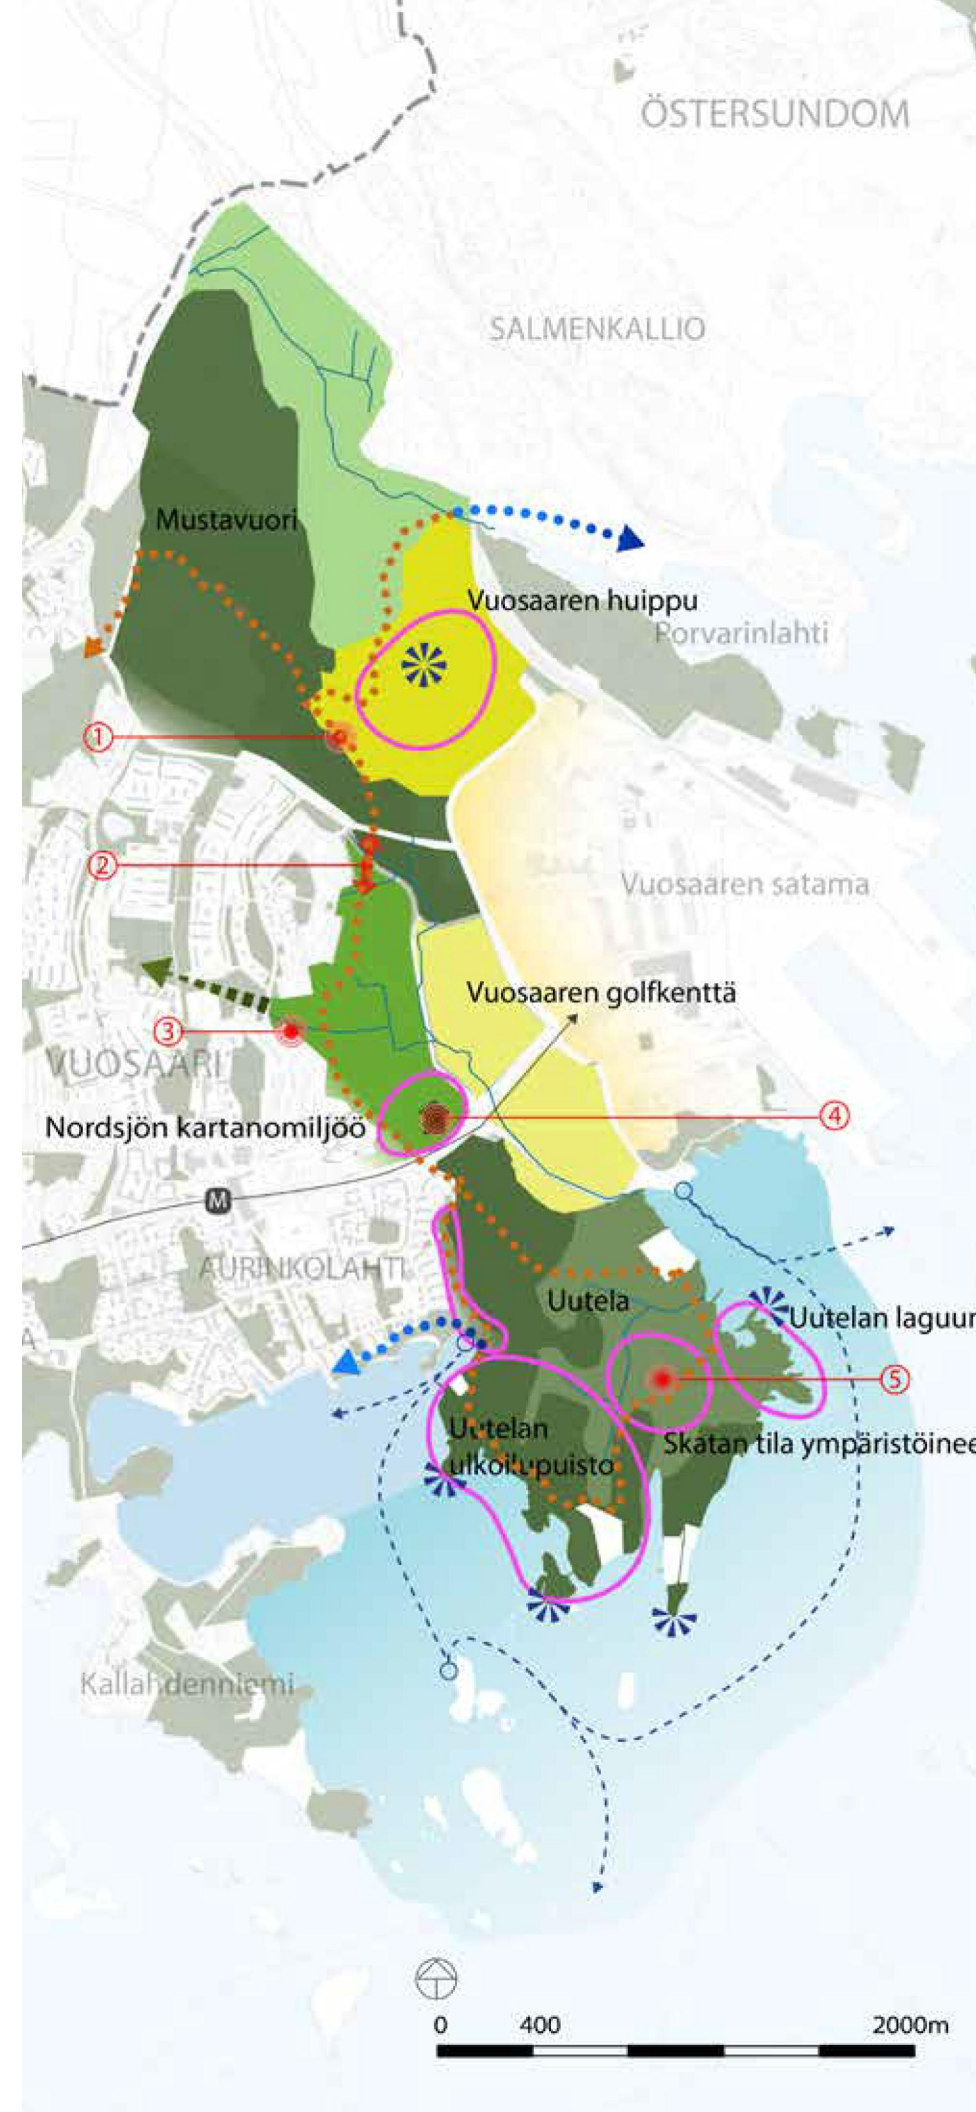 ÖSTERSUNDOM
SALMENKALLIO
Mustavuori
Vuosaaren huippu
Porvarinlahti
①
②
Vuosaaren satama
Vuosaaren golfkenttä
③
VUOSAARI
④
Nordsjön kartanomiljöö
M
AURINKOLAHTI
Uutela
Uutelan laguun
A
⑤
Uutelan
ulkoilupuisto
Skatan tila ympäristöinee
Kallahdenniemi
0 400 2000m